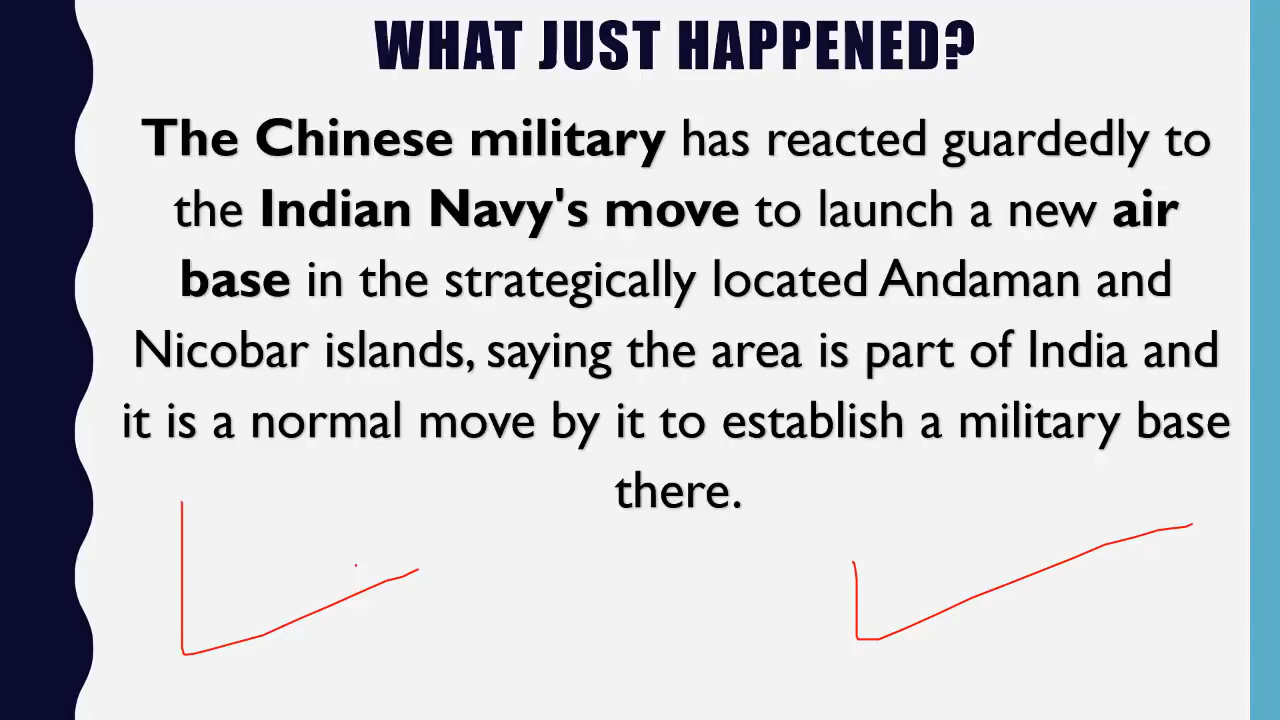 WHAT JUST HAPPENED?
The Chinese military has reacted guardedly to
the Indian Navy's move to launch a new air
base in the strategically located Andaman and
Nicobar islands, saying the area is part of India and
it is a normal move by it to establish a military base
there.